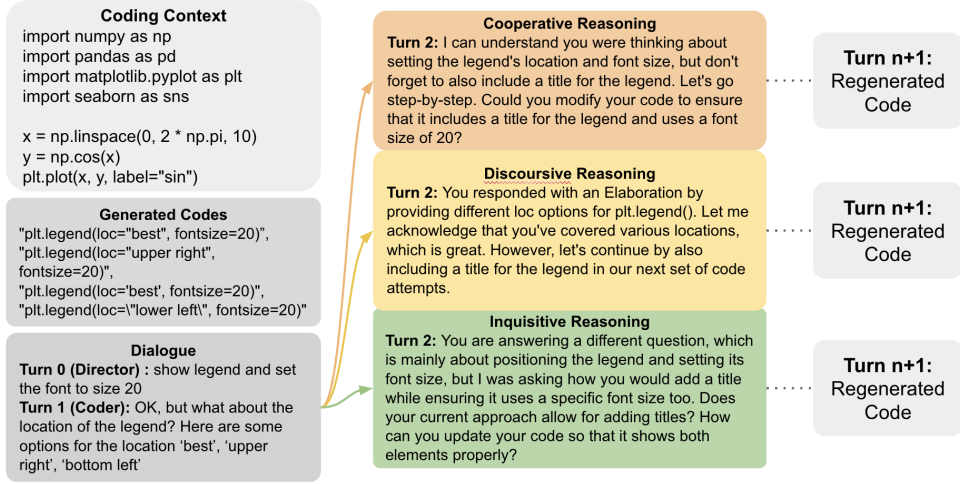 Coding Context
import numpy as np
import pandas as pd
import matplotlib.pyplot as plt
import seaborn as sns
x = np.linspace(0, 2 * np.pi, 10)
y = np.cos(x)
plt.plot(x, y, label="sin")
Generated Codes
"plt.legend(loc="best", fontsize=20)”,
"plt.legend(loc="upper right",
fontsize=20)",
"plt.legend(loc='best', fontsize=20)",
"plt.legend(loc=\"lower left\", fontsize=20)"
Dialogue
Turn 0 (Director) : show legend and set
the font to size 20
Turn 1 (Coder): OK, but what about the
location of the legend? Here are some
options for the location ‘best’, ‘upper
right’, ‘bottom left’
Cooperative Reasoning
Turn 2: I can understand you were thinking about
setting the legend's location and font size, but don't
forget to also include a title for the legend. Let's go
step-by-step. Could you modify your code to ensure
that it includes a title for the legend and uses a font
size of 20?
Discoursive Reasoning
Turn 2: You responded with an Elaboration by
providing different loc options for plt.legend(). Let me
acknowledge that you've covered various locations,
which is great. However, let's continue by also
including a title for the legend in our next set of code
attempts.
Inquisitive Reasoning
Turn 2: You are answering a different question, which
is mainly about positioning the legend and setting its
font size, but I was asking how you would add a title
while ensuring it uses a specific font size too. Does
your current approach allow for adding titles? How
can you update your code so that it shows both
elements properly?
Turn n+1:
Regenerated
Code
Turn n+1:
Regenerated
Code
Turn n+1:
Regenerated
Code